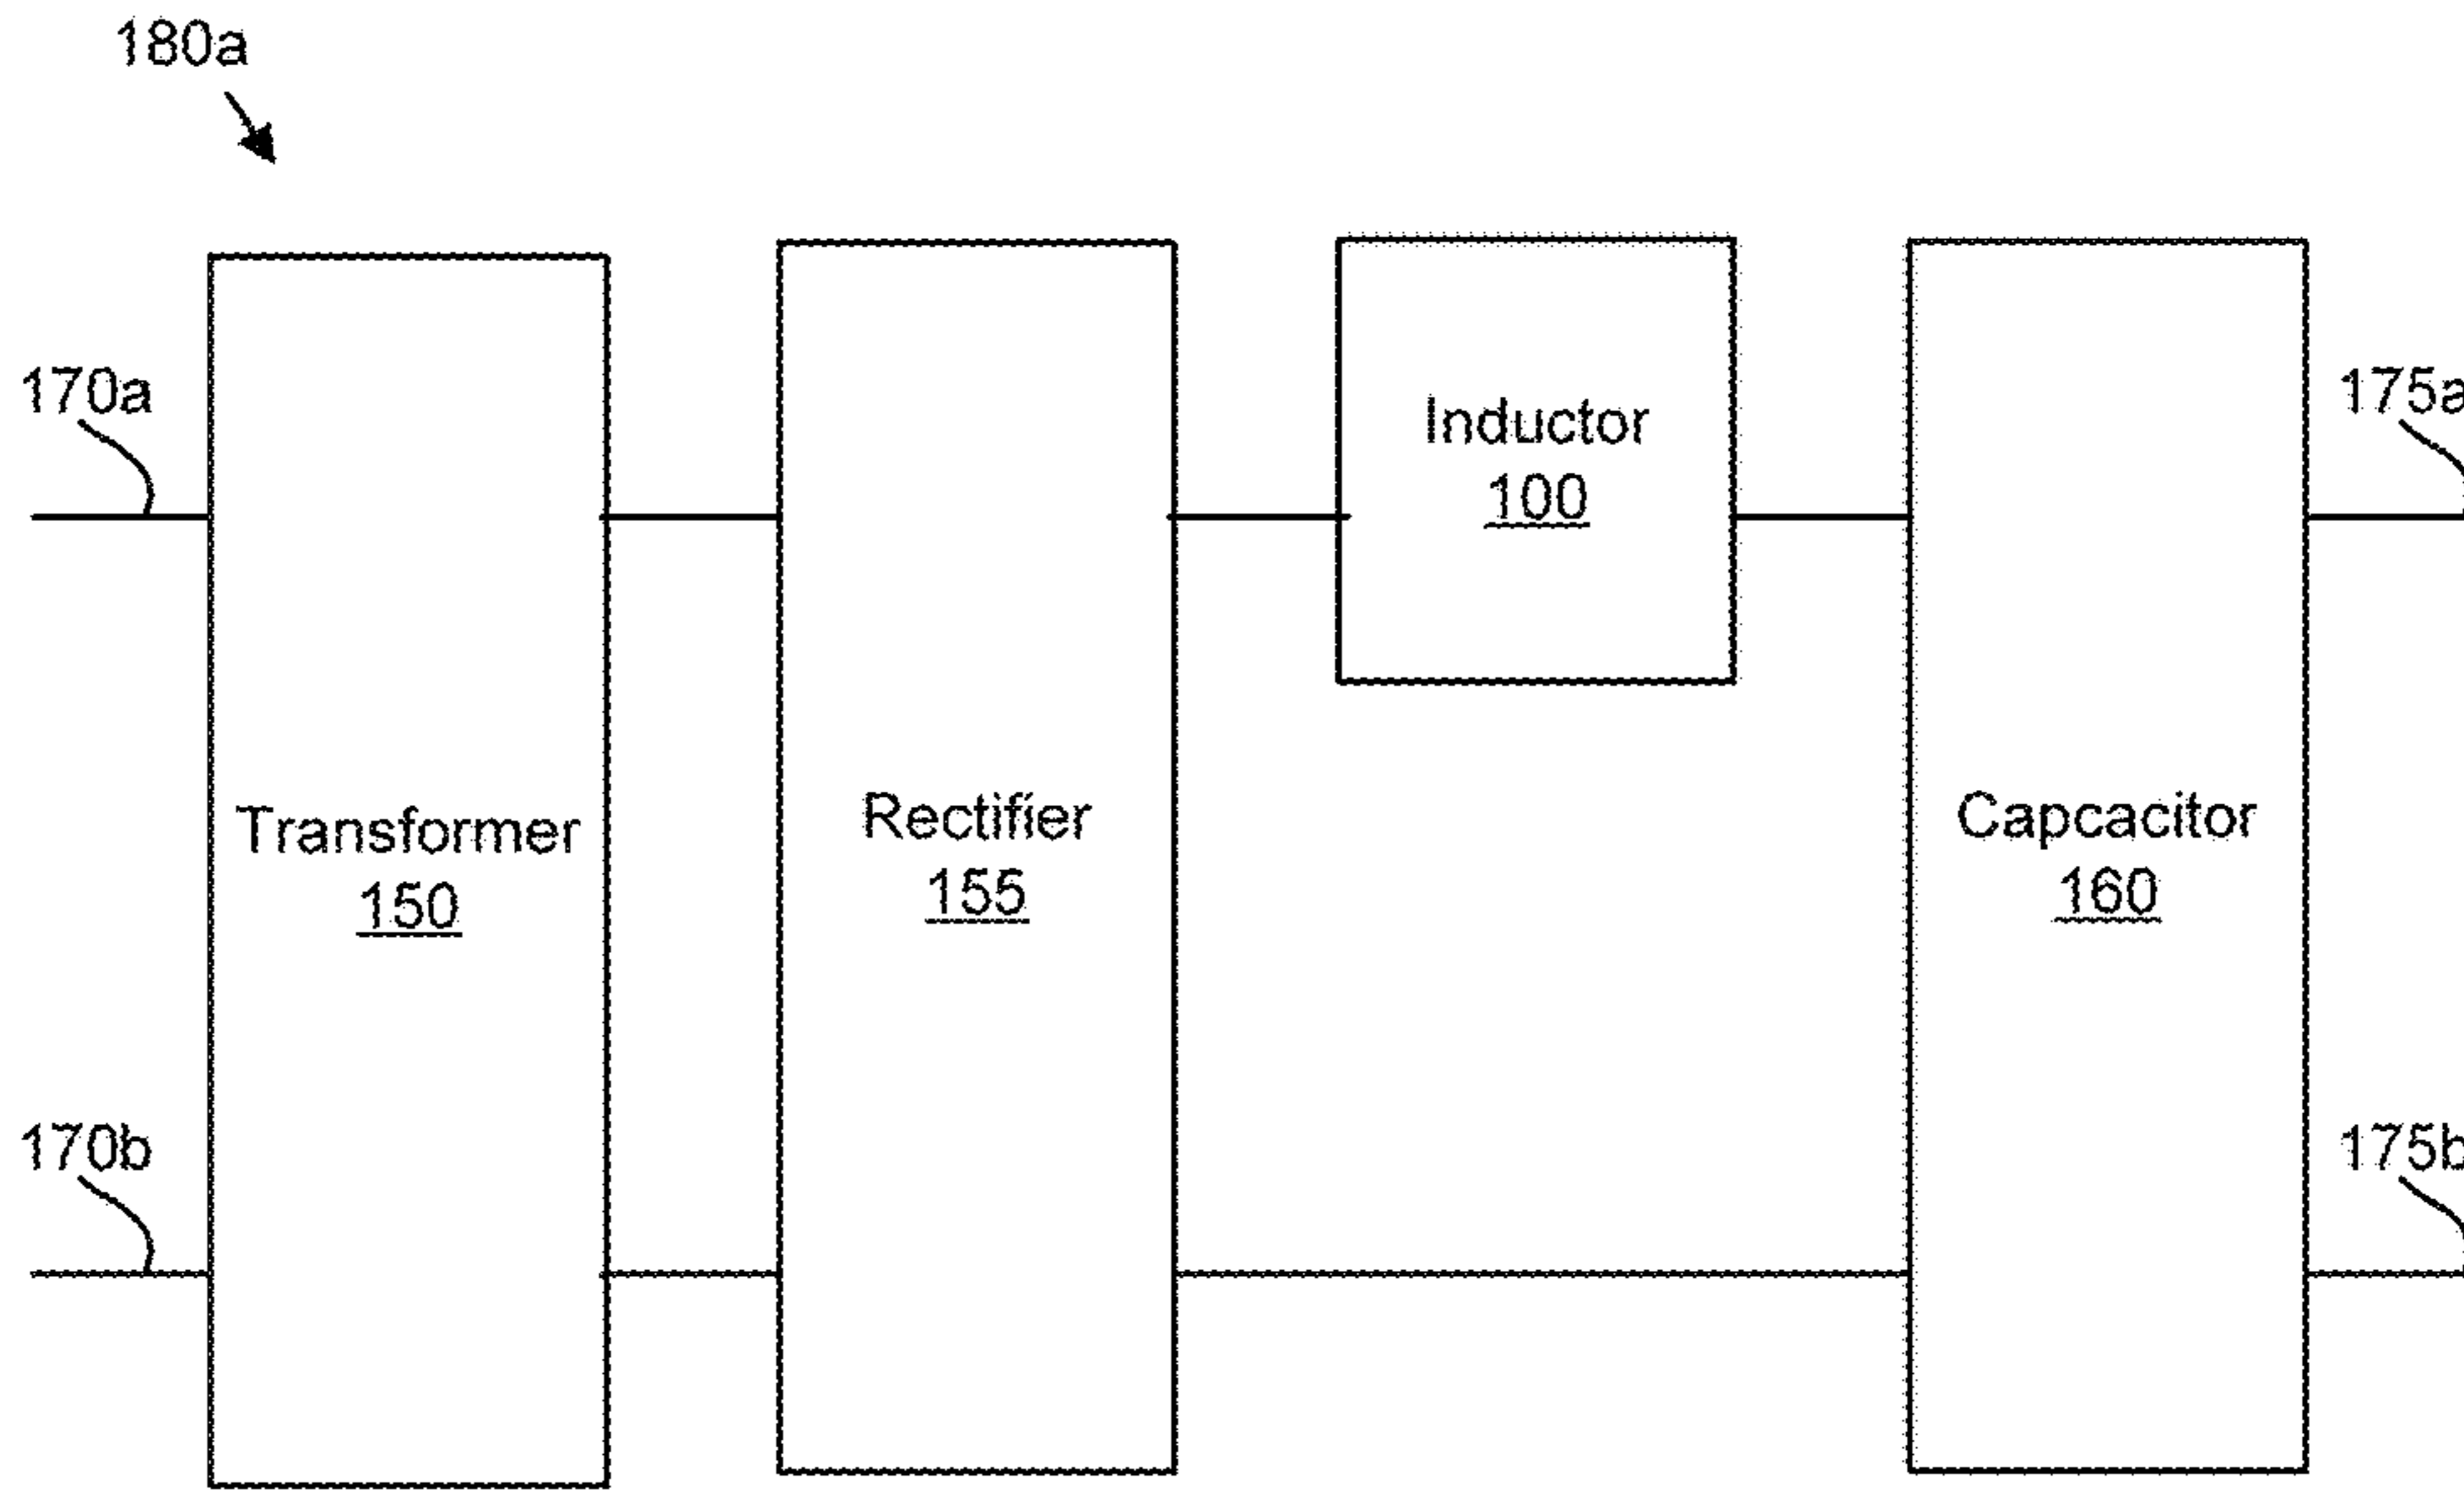 180a
170a
Inductor
100
175a
Transformer
150
Rectifier
155
Capcacitor
160
170b
175b